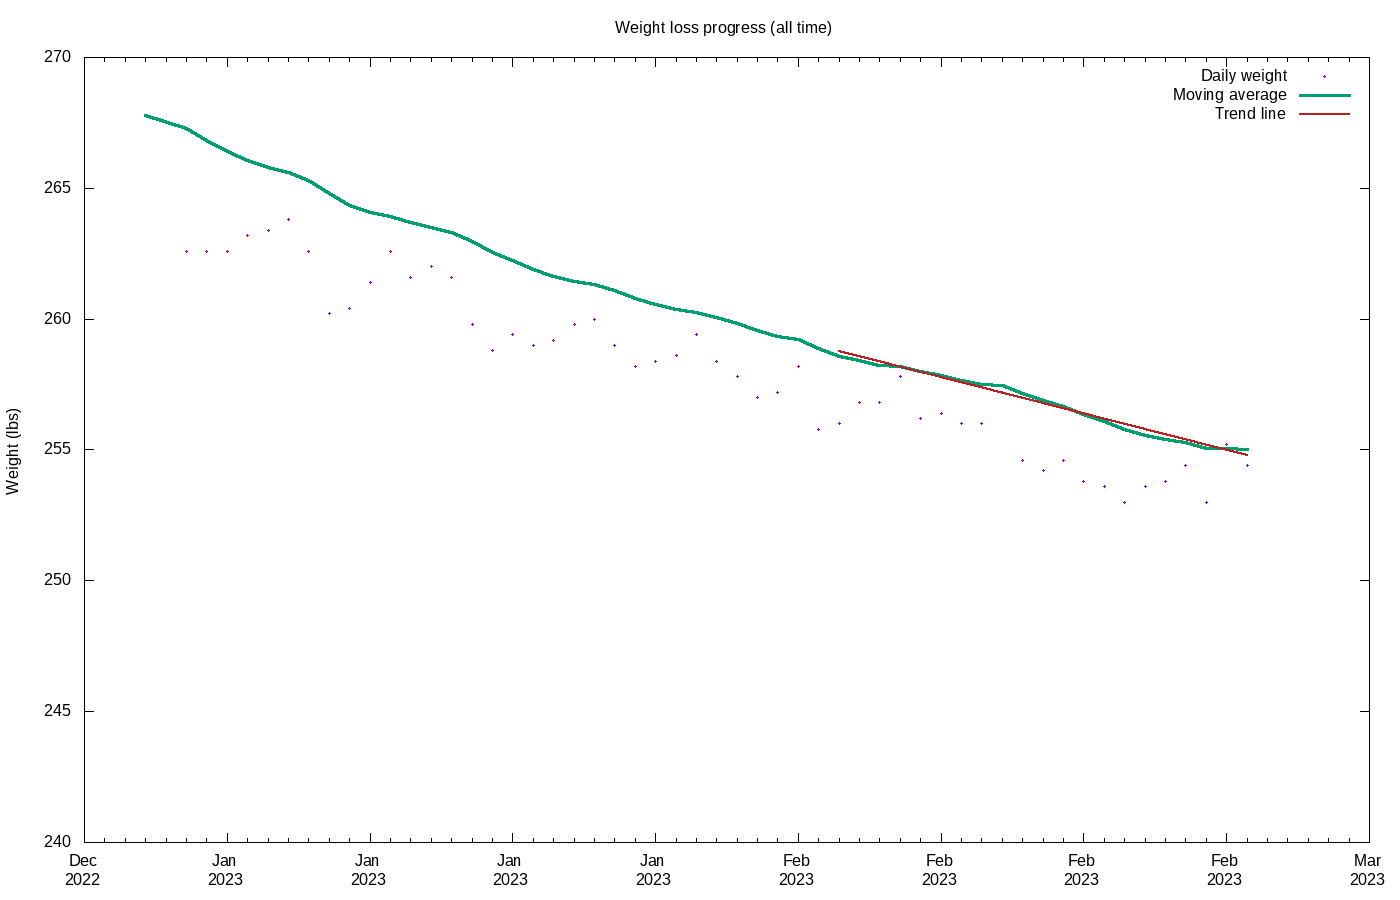 Weight loss progress (all time)
270
265
260
255
250
245
240
Weight (lbs)
Daily weight
Moving average
Trend line
Dec Jan Jan Jan Jan Feb Feb Feb Feb Mar
2022 2023 2023 2023 2023 2023 2023 2023 2023 2023